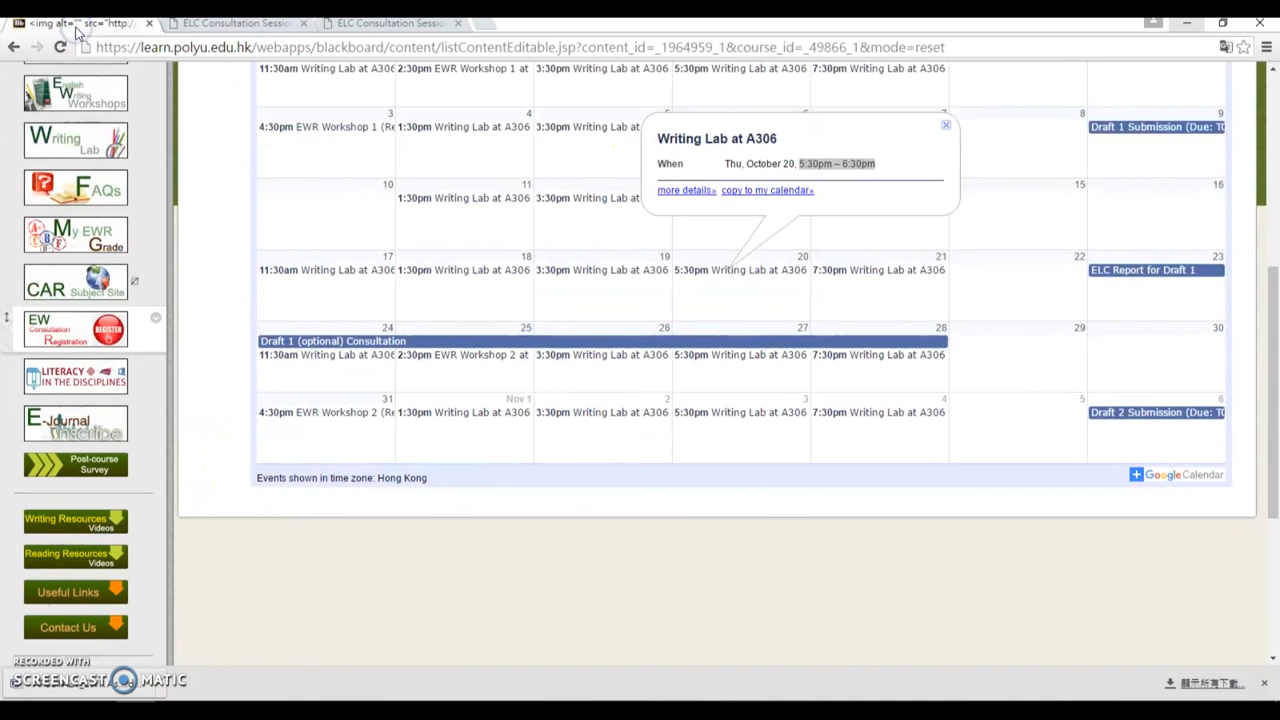 <img alt="" src="http:/
ELC Consultation Sessio
ELC Consultation Sessio
https://learn.polyu.edu.hk/webapps/blackboard/content/listContentEditable.jsp?content_id=_1964959_1&course_id=_49866_1&mode=reset
English Writing Workshops
Writing Lab
FAQs
My EWR Grade
CAR Subject Site
EW Consultation Registration REGISTER
LITERACY IN THE DISCIPLINES
E-Journal Inscribe
Post-course Survey
Writing Resources Videos
Reading Resources Videos
Useful Links
Contact Us
11:30am Writing Lab at A306 2:30pm EWR Workshop 1 at 3:30pm Writing Lab at A306 5:30pm Writing Lab at A306 7:30pm Writing Lab at A306
3 4 8 9
4:30pm EWR Workshop 1 (Re 1:30pm Writing Lab at A306 3:30pm Writing Lab at Draft 1 Submission (Due: TO
Writing Lab at A306
When Thu, October 20, 5:30pm – 6:30pm
more details» copy to my calendar»
10 11 15 16
1:30pm Writing Lab at A306 3:30pm Writing Lab at
17 18 19 20 21 22 23
11:30am Writing Lab at A306 1:30pm Writing Lab at A306 3:30pm Writing Lab at A306 5:30pm Writing Lab at A306 7:30pm Writing Lab at A306 ELC Report for Draft 1
24 25 26 27 28 29 30
Draft 1 (optional) Consultation
11:30am Writing Lab at A306 2:30pm EWR Workshop 2 at 3:30pm Writing Lab at A306 5:30pm Writing Lab at A306 7:30pm Writing Lab at A306
31 Nov 1 2 3 4 5 6
4:30pm EWR Workshop 2 (Re 1:30pm Writing Lab at A306 3:30pm Writing Lab at A306 5:30pm Writing Lab at A306 7:30pm Writing Lab at A306 Draft 2 Submission (Due: TO
Events shown in time zone: Hong Kong
Google Calendar
RECORDED WITH
SCREENCAST MATIC
顯示所有下載...